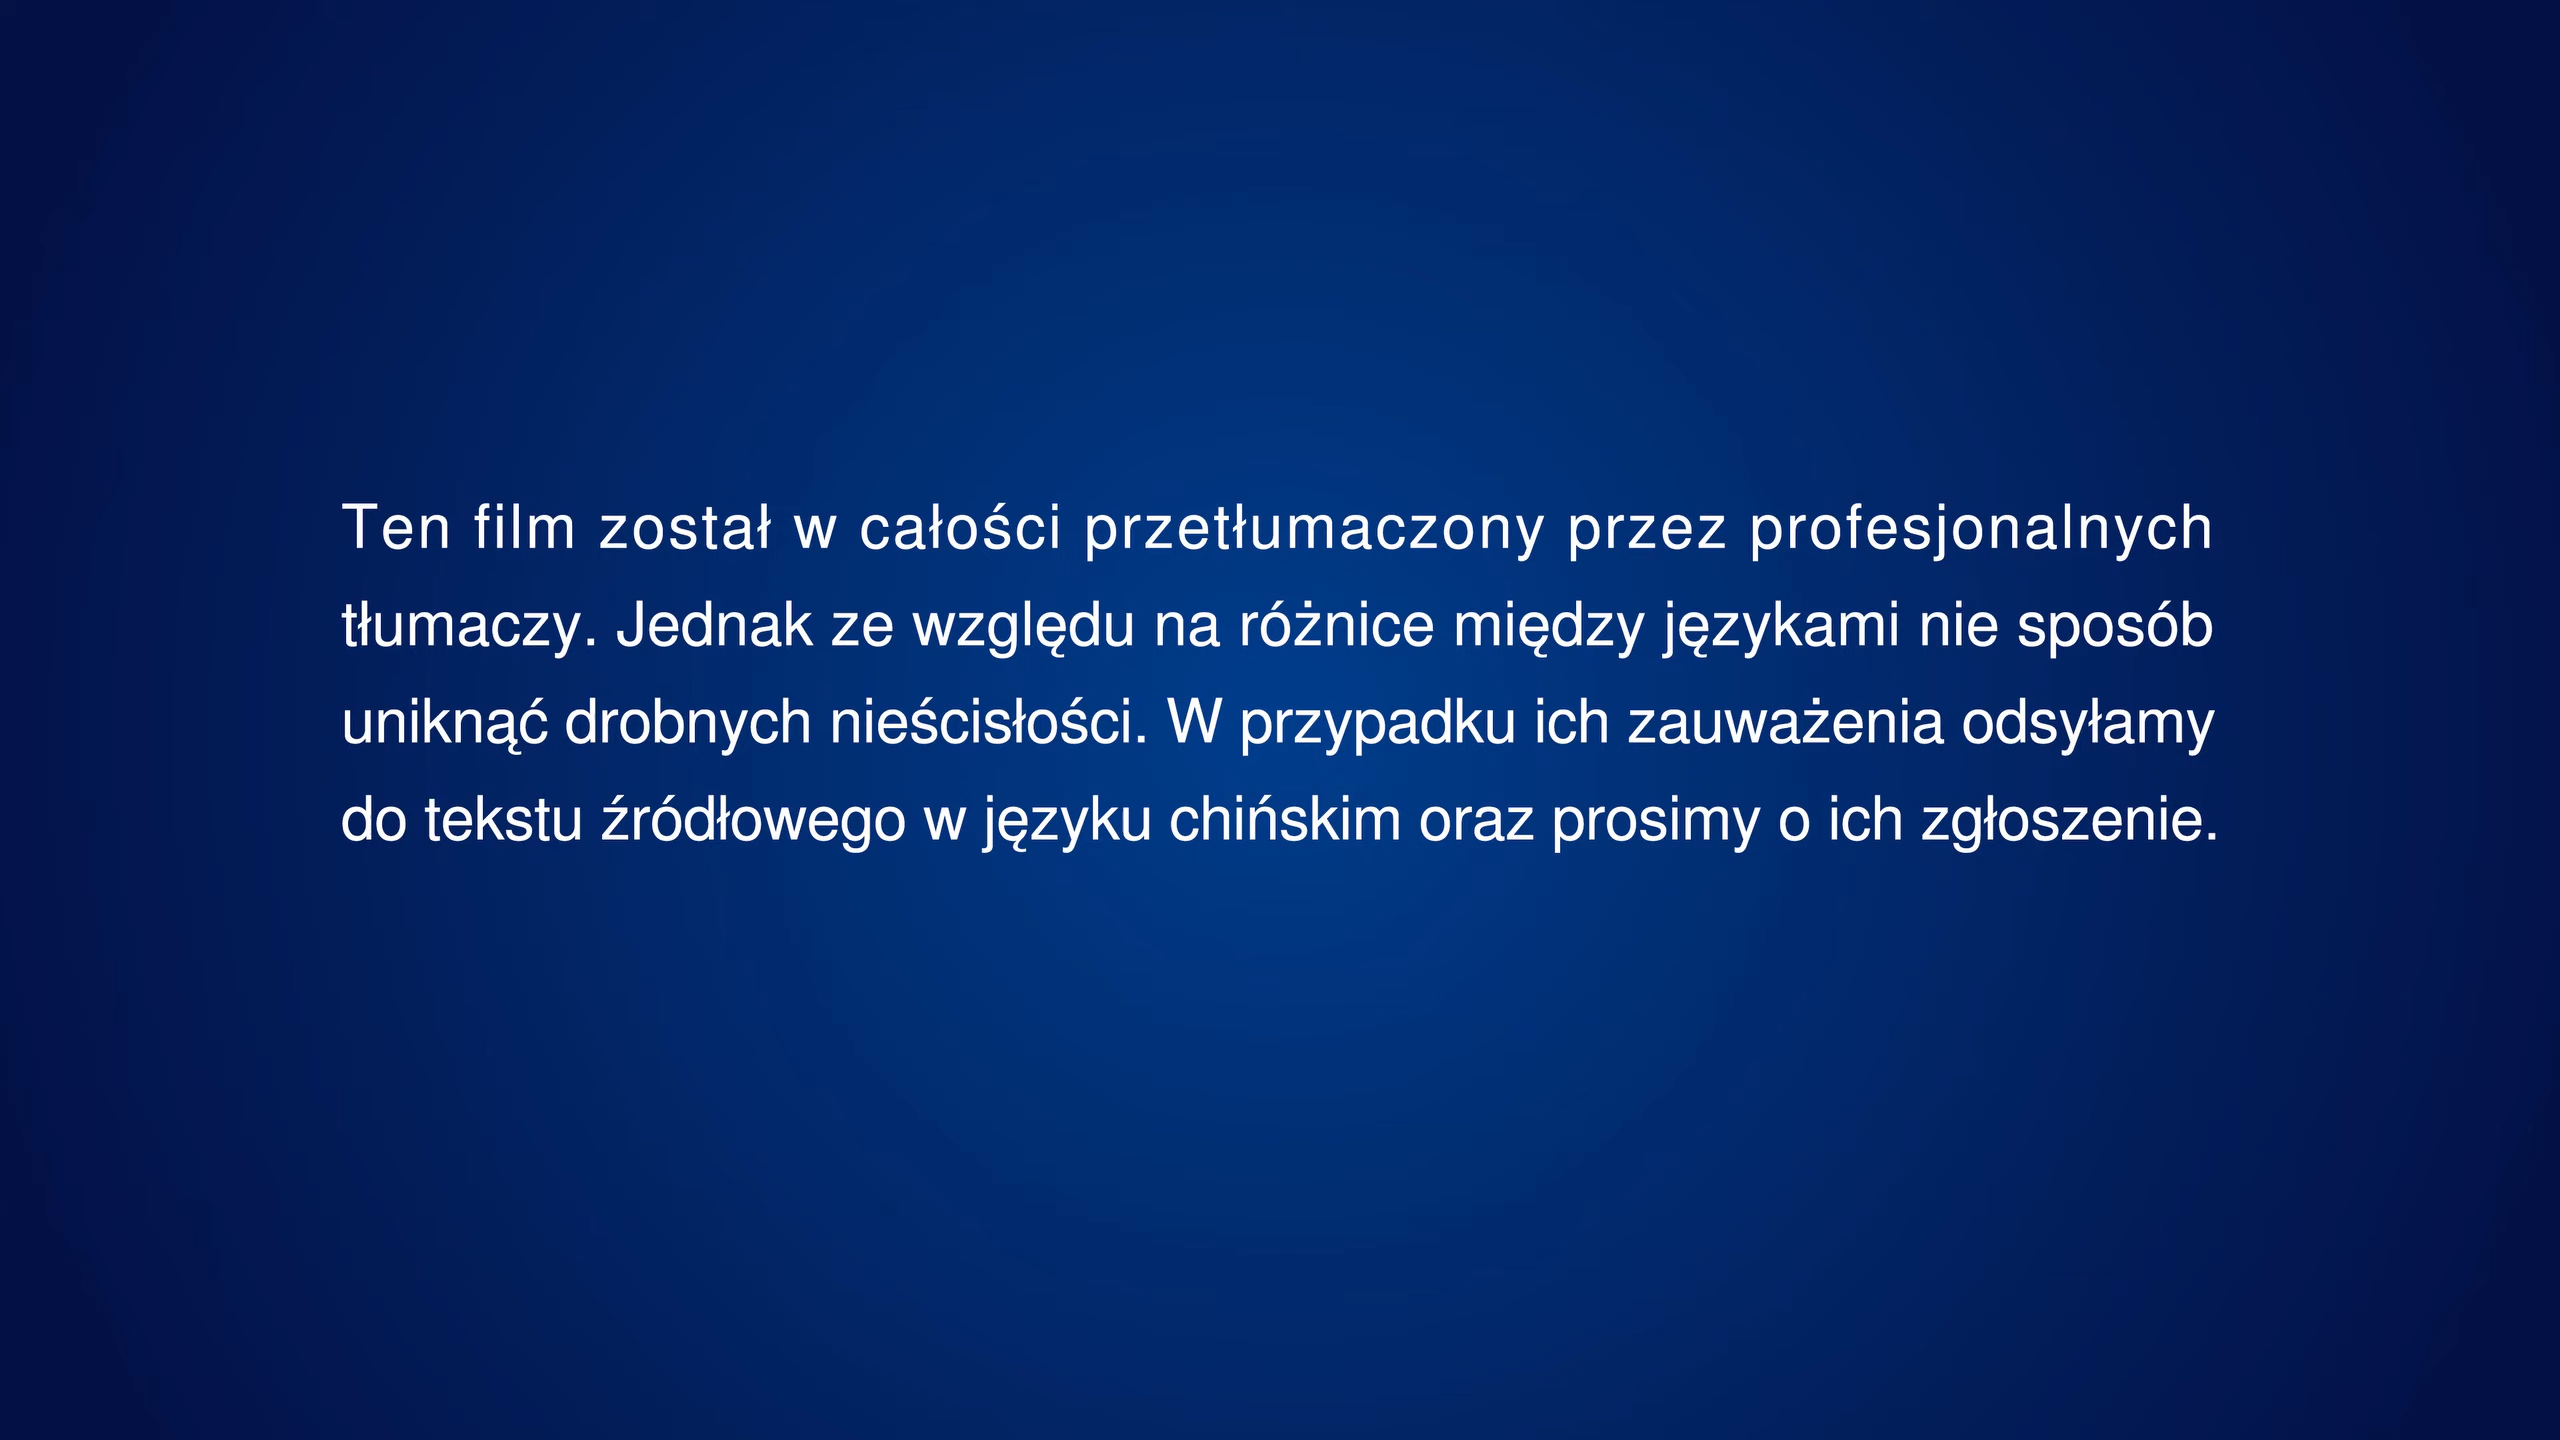 Ten film został w całości przetłumaczony przez profesjonalnych
tłumaczy. Jednak ze względu na różnice między językami nie sposób
uniknąć drobnych nieścisłości. W przypadku ich zauważenia odsyłamy
do tekstu źródłowego w języku chińskim oraz prosimy o ich zgłoszenie.